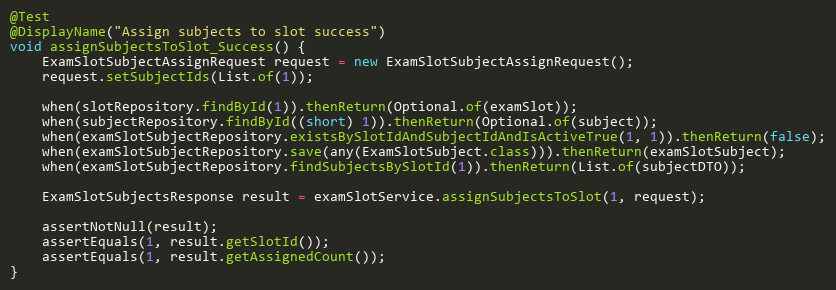 @Test
@DisplayName("Assign subjects to slot success")
void assignSubjectsToSlot_Success() {
    ExamSlotSubjectAssignRequest request = new ExamSlotSubjectAssignRequest();
    request.setSubjectIds(List.of(1));

    when(slotRepository.findById(1)).thenReturn(Optional.of(examSlot));
    when(subjectRepository.findById((short) 1)).thenReturn(Optional.of(subject));
    when(examSlotSubjectRepository.existsBySlotIdAndSubjectIdAndIsActiveTrue(1, 1)).thenReturn(false);
    when(examSlotSubjectRepository.save(any(ExamSlotSubject.class))).thenReturn(examSlotSubject);
    when(examSlotSubjectRepository.findSubjectsBySlotId(1)).thenReturn(List.of(subjectDTO));

    ExamSlotSubjectsResponse result = examSlotService.assignSubjectsToSlot(1, request);

    assertNotNull(result);
    assertEquals(1, result.getSlotId());
    assertEquals(1, result.getAssignedCount());
}